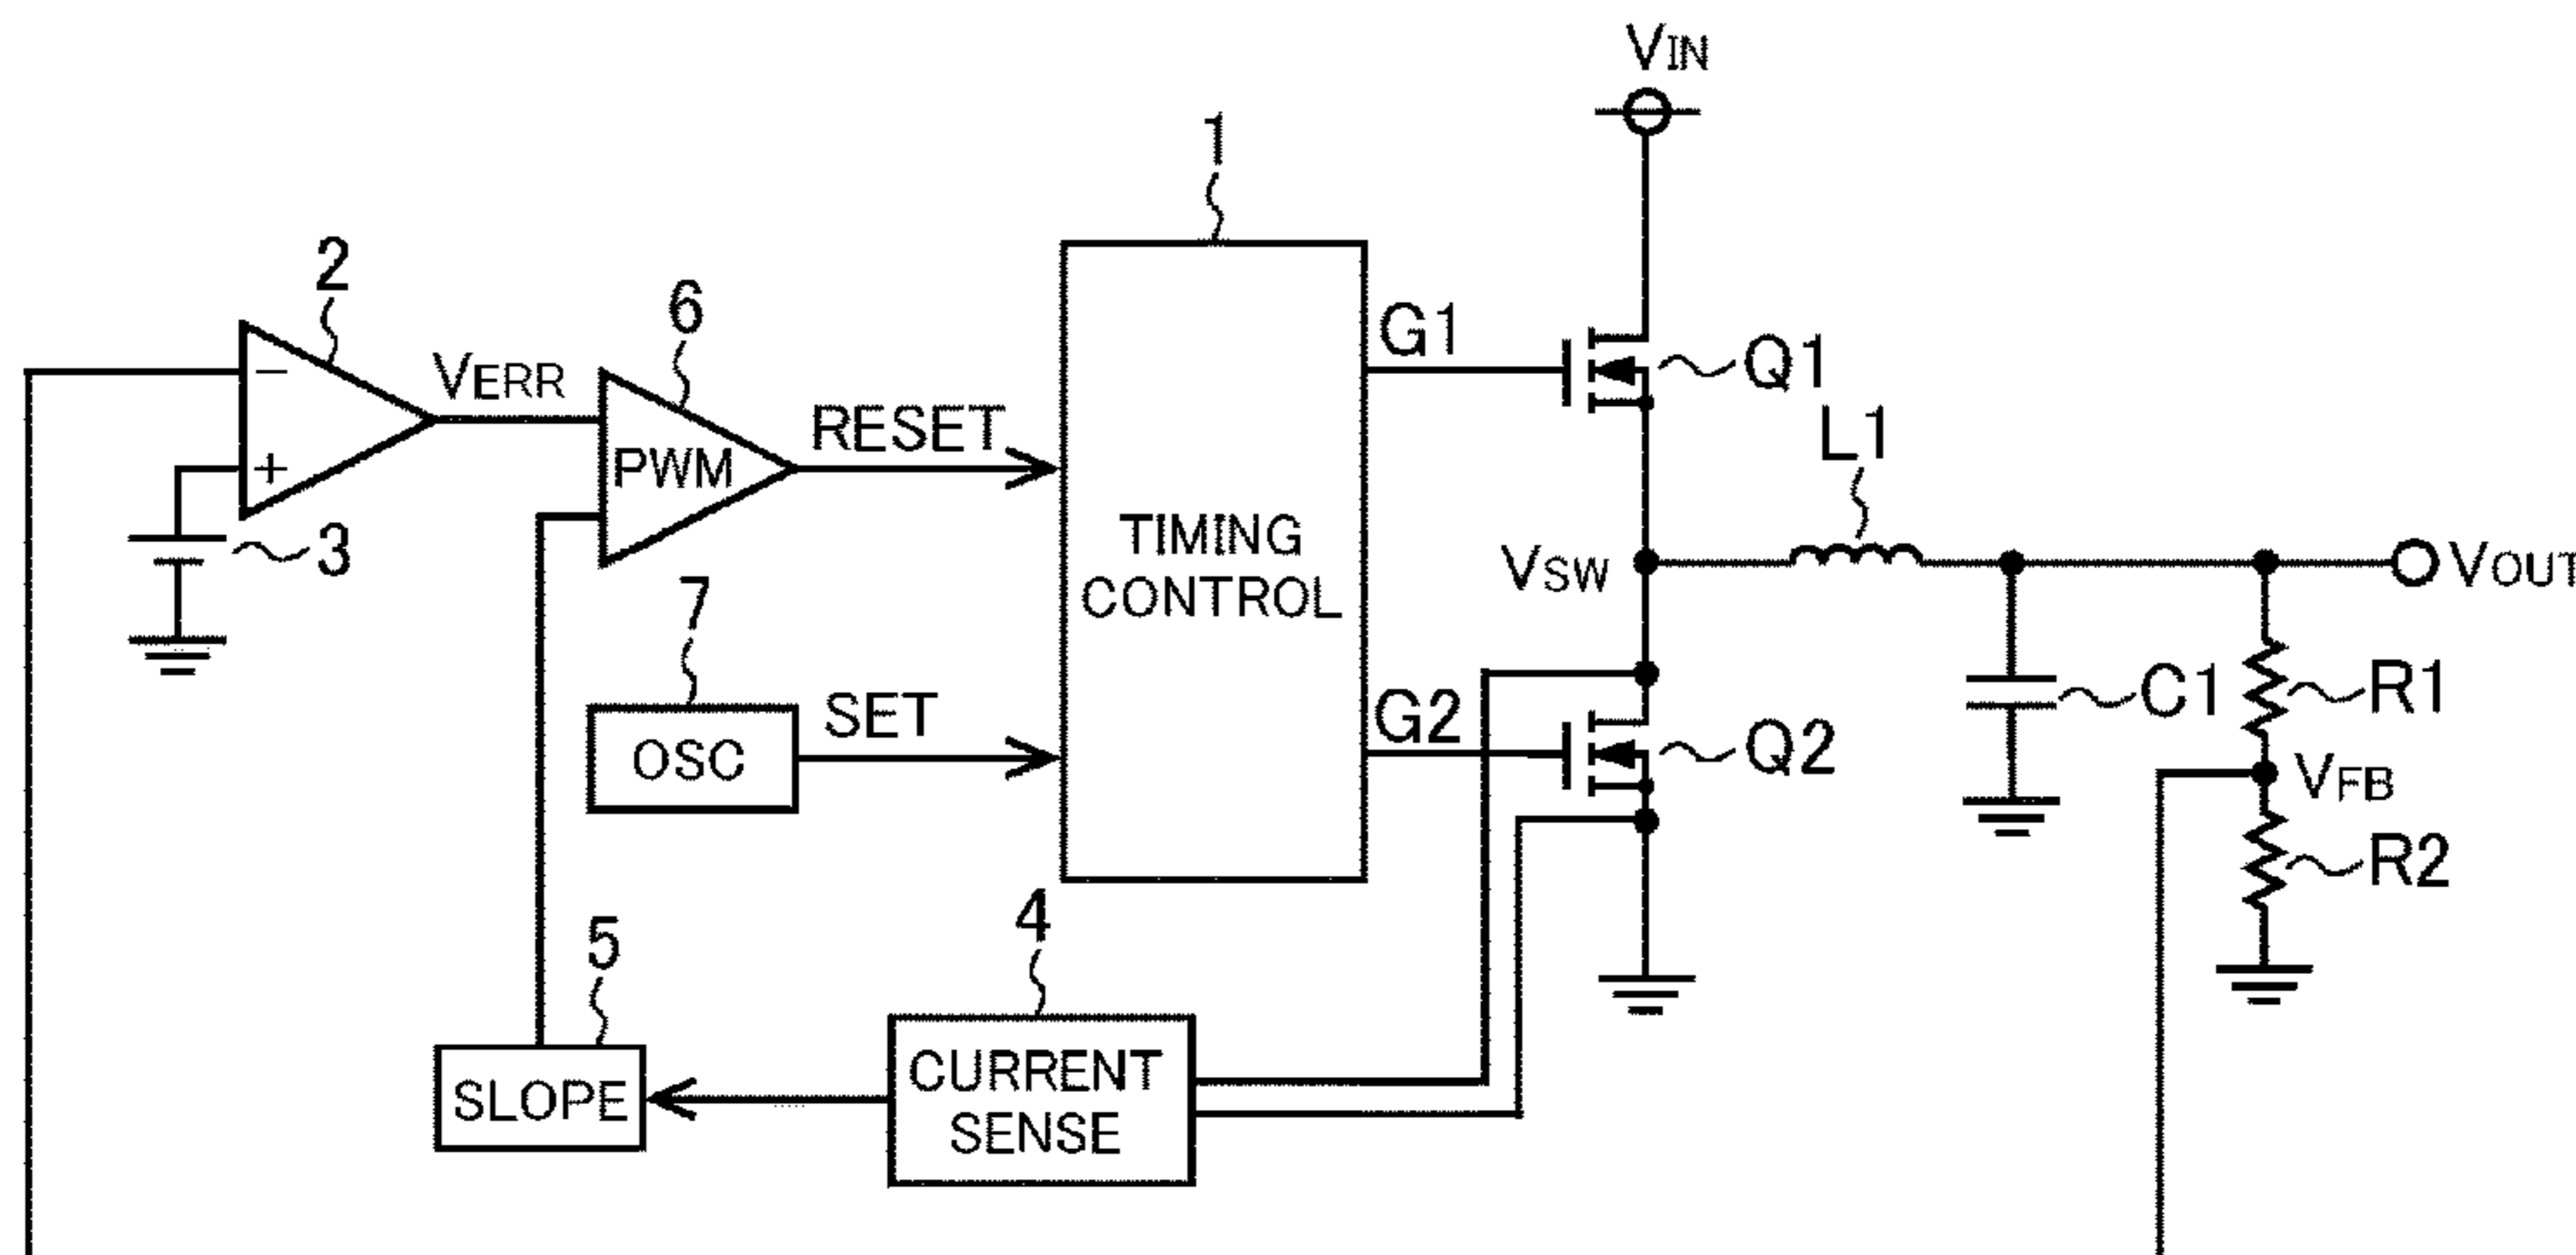 VIN
1
2
6
G1
Q1
VERR
RESET
L1
−
+
PWM
3
TIMING
CONTROL
VSW
VOUT
7
SET
OSC
G2
Q2
C1
R1
VFB
R2
5
4
SLOPE
CURRENT
SENSE